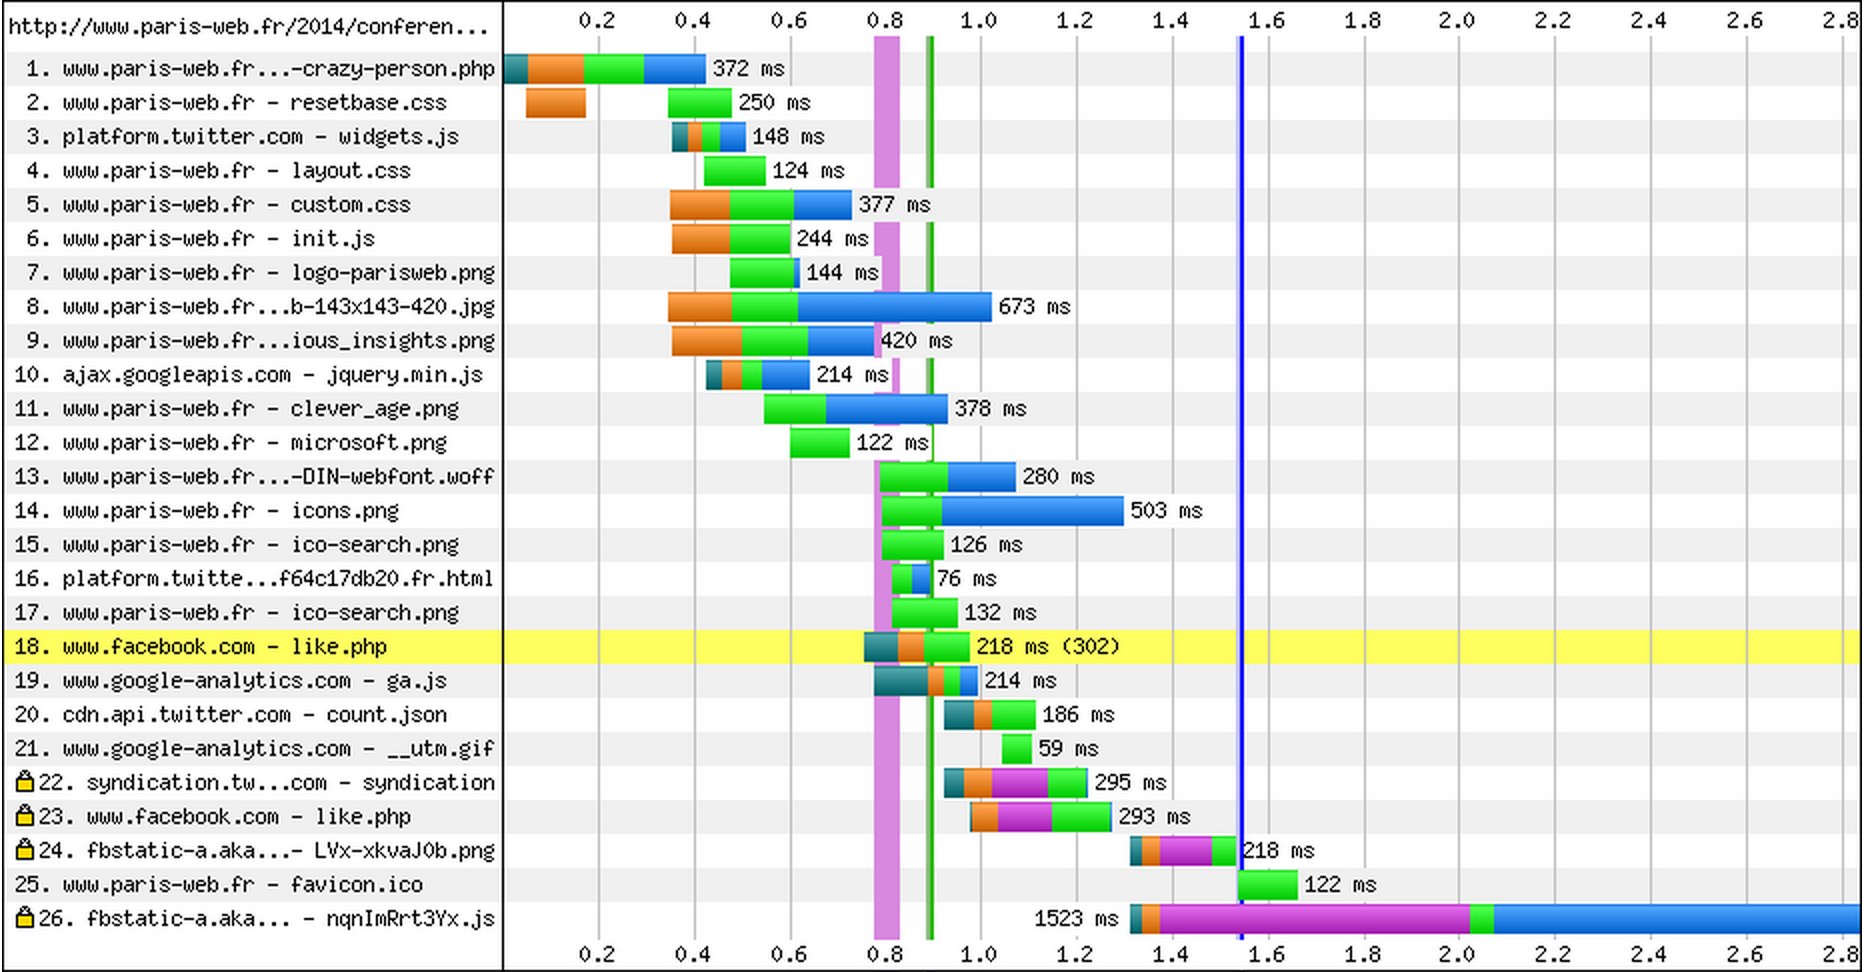 http://www.paris-web.fr/2014/conferen... 0.2 0.4 0.6 0.8 1.0 1.2 1.4 1.6 1.8 2.0 2.2 2.4 2.6 2.8
1. www.paris-web.fr...-crazy-person.php 372 ms
2. www.paris-web.fr - resetbase.css 250 ms
3. platform.twitter.com - widgets.js 148 ms
4. www.paris-web.fr - layout.css 124 ms
5. www.paris-web.fr - custom.css 377 ms
6. www.paris-web.fr - init.js 244 ms
7. www.paris-web.fr - logo-parisweb.png 144 ms
8. www.paris-web.fr...b-143x143-420.jpg 673 ms
9. www.paris-web.fr...ious_insights.png 420 ms
10. ajax.googleapis.com - jquery.min.js 214 ms
11. www.paris-web.fr - clever_age.png 378 ms
12. www.paris-web.fr - microsoft.png 122 ms
13. www.paris-web.fr...-DIN-webfont.woff 280 ms
14. www.paris-web.fr - icons.png 503 ms
15. www.paris-web.fr - ico-search.png 126 ms
16. platform.twitte...f64c17db20.fr.html 76 ms
17. www.paris-web.fr - ico-search.png 132 ms
18. www.facebook.com - like.php 218 ms (302)
19. www.google-analytics.com - ga.js 214 ms
20. cdn.api.twitter.com - count.json 186 ms
21. www.google-analytics.com - __utm.gif 59 ms
22. syndication.tw...com - syndication 295 ms
23. www.facebook.com - like.php 293 ms
24. fbstatic-a.aka...- LVx-xkvaJ0b.png 218 ms
25. www.paris-web.fr - favicon.ico 122 ms
26. fbstatic-a.aka... - nqnImRrt3Yx.js 1523 ms
0.2 0.4 0.6 0.8 1.0 1.2 1.4 1.6 1.8 2.0 2.2 2.4 2.6 2.8